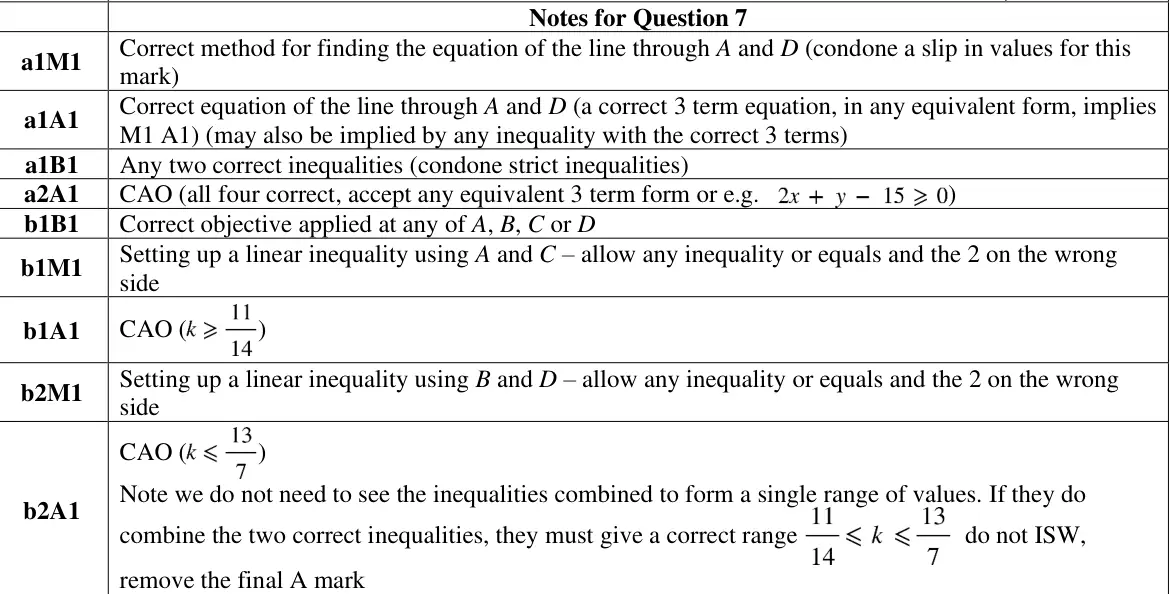 Notes for Question 7
a1M1 Correct method for finding the equation of the line through A and D (condone a slip in values for this
mark)
a1A1 Correct equation of the line through A and D (a correct 3 term equation, in any equivalent form, implies
M1 A1) (may also be implied by any inequality with the correct 3 terms)
a1B1 Any two correct inequalities (condone strict inequalities)
a2A1 CAO (all four correct, accept any equivalent 3 term form or e.g. 2x + y − 15 ⩾ 0)
b1B1 Correct objective applied at any of A, B, C or D
b1M1 Setting up a linear inequality using A and C – allow any inequality or equals and the 2 on the wrong
side
b1A1 CAO (k ⩾ 11/14)
b2M1 Setting up a linear inequality using B and D – allow any inequality or equals and the 2 on the wrong
side
b2A1 CAO (k ⩽ 13/7)
Note we do not need to see the inequalities combined to form a single range of values. If they do
combine the two correct inequalities, they must give a correct range 11/14 ⩽ k ⩽ 13/7 do not ISW,
remove the final A mark